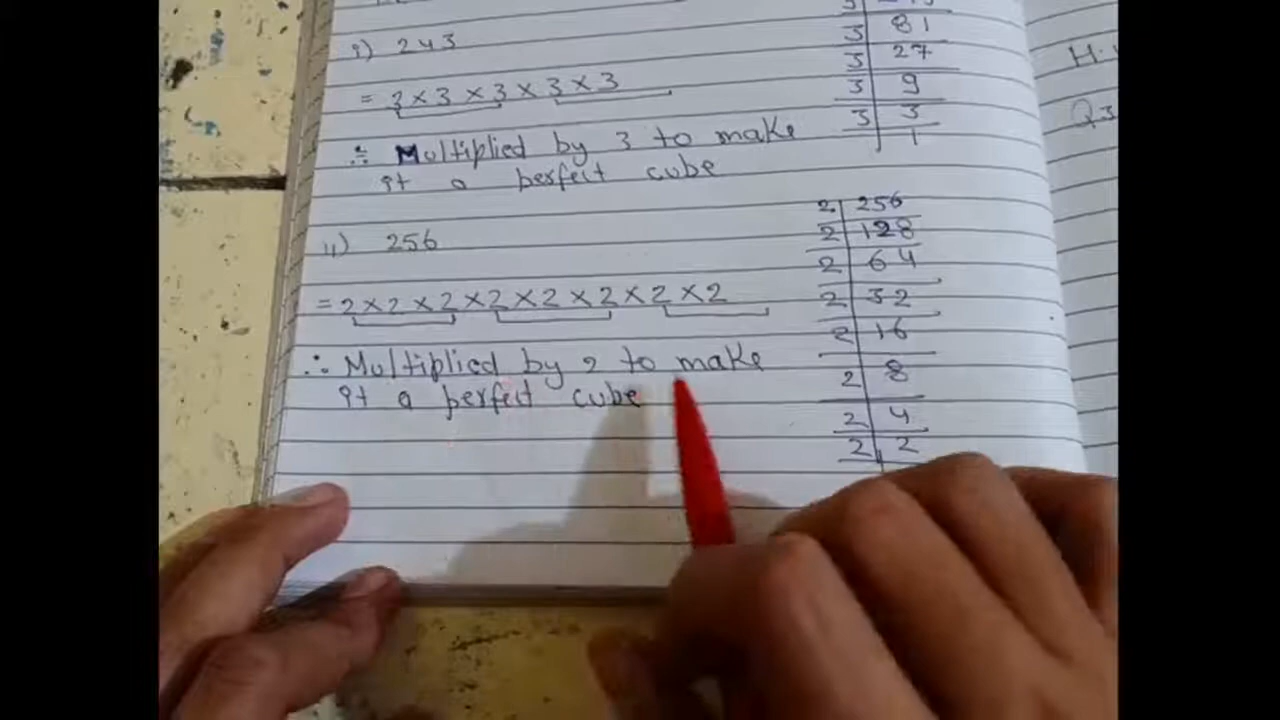 i) 243
= 3 × 3 × 3 × 3 × 3
∴ Multiplied by 3 to make
it a perfect cube
3 81
3 27
3 9
3 3
1
ii) 256
= 2 × 2 × 2 × 2 × 2 × 2 × 2 × 2
∴ Multiplied by 2 to make
it a perfect cube
2 256
2 128
2 64
2 32
2 16
2 8
2 4
2 2
Q3